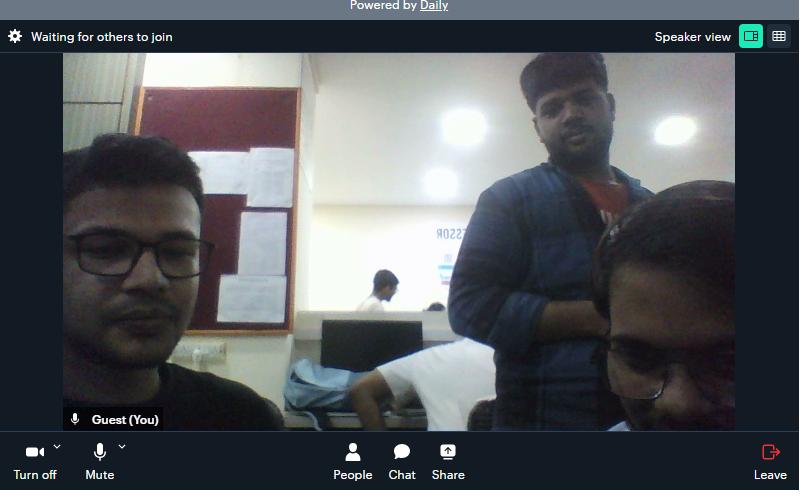 Powered by Daily
Waiting for others to join
Speaker view
ESSOR
Guest (You)
Turn off
Mute
People
Chat
Share
Leave